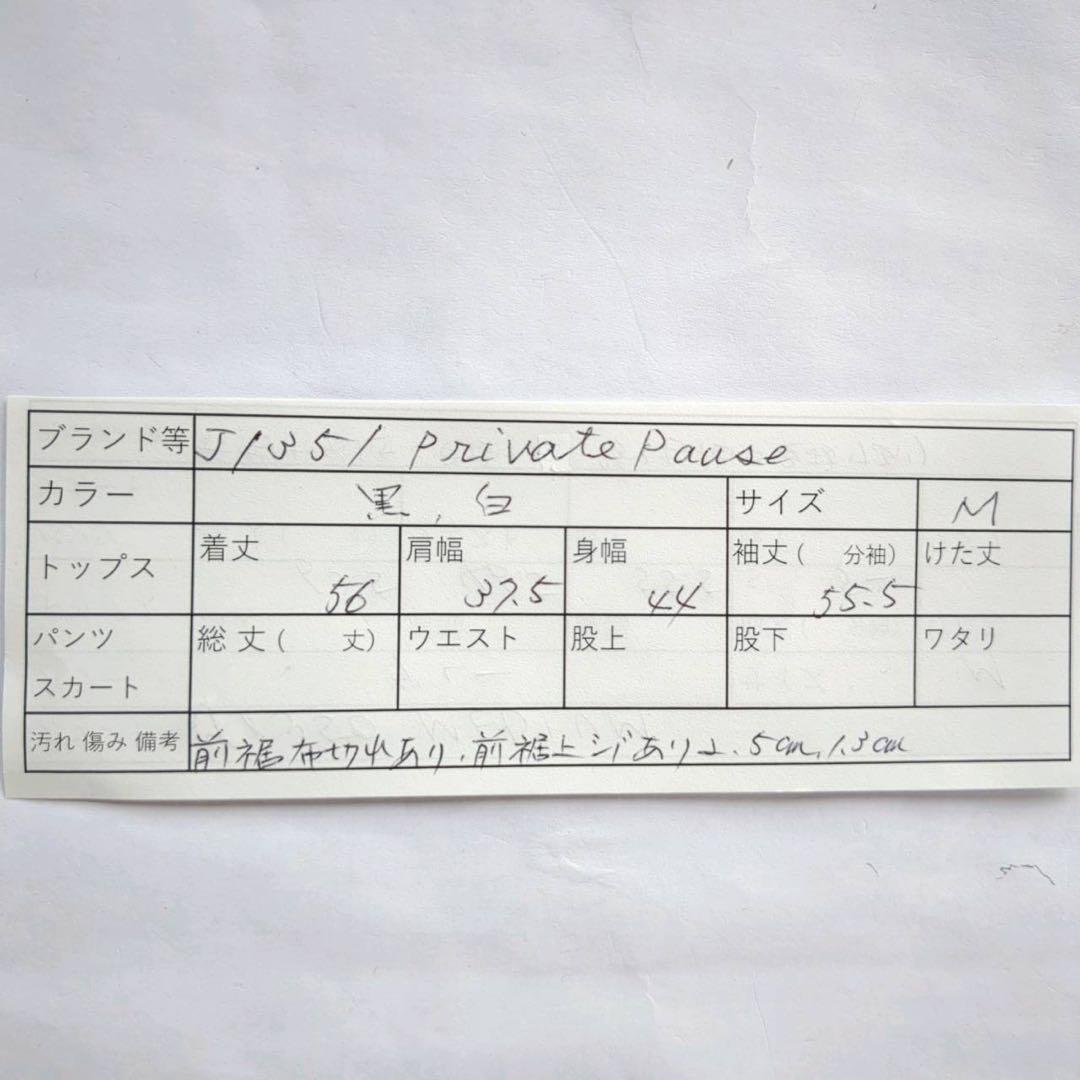 ブランド等 J1351 Private Pause
カラー 黒、白 サイズ M
トップス 着丈 56 肩幅 37.5 身幅 44 袖丈( 分袖) 55.5 けた丈
パンツ スカート 総丈( 丈) ウエスト 股上 股下 ワタリ
汚れ 傷み 備考 前裾布切れあり、前裾上シジあり 5cm, 1.3cm